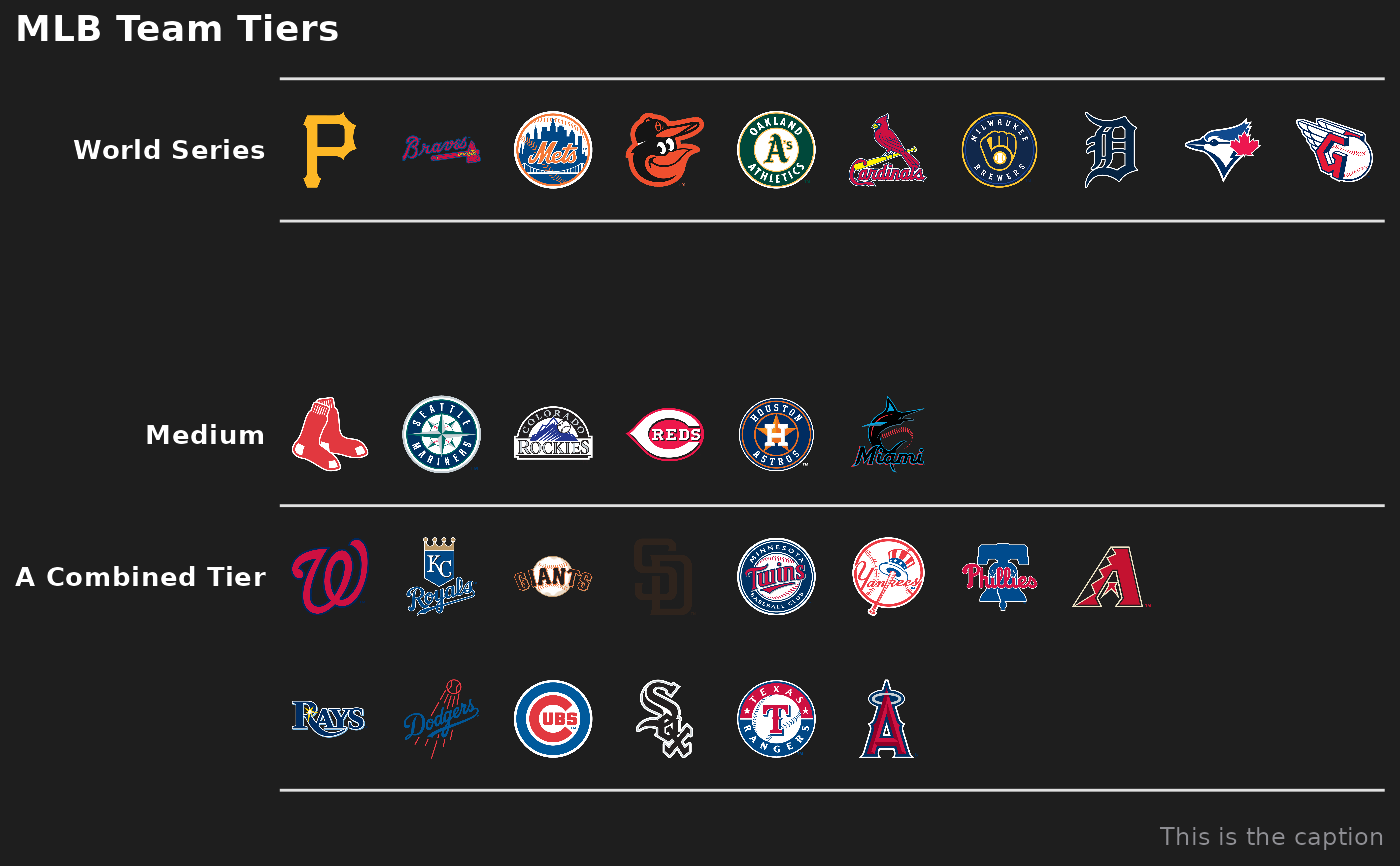 MLB Team Tiers
World Series
P
Braves
Mets
OAKLAND A's ATHLETICS
Cardinals
MILWAUKEE BREWERS
D
G
Medium
SEATTLE MARINERS
COLORADO ROCKIES
REDS
HOUSTON H ASTROS
Miami
A Combined Tier
W
KC Royals
GIANTS
SD
MINNESOTA Twins BASEBALL CLUB
Yankees
Phillies
A
RAYS
Dodgers
CUBS
Sox
TEXAS T RANGERS
A
This is the caption